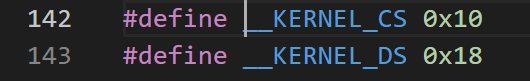 142 #define __KERNEL_CS 0x10
143 #define __KERNEL_DS 0x18